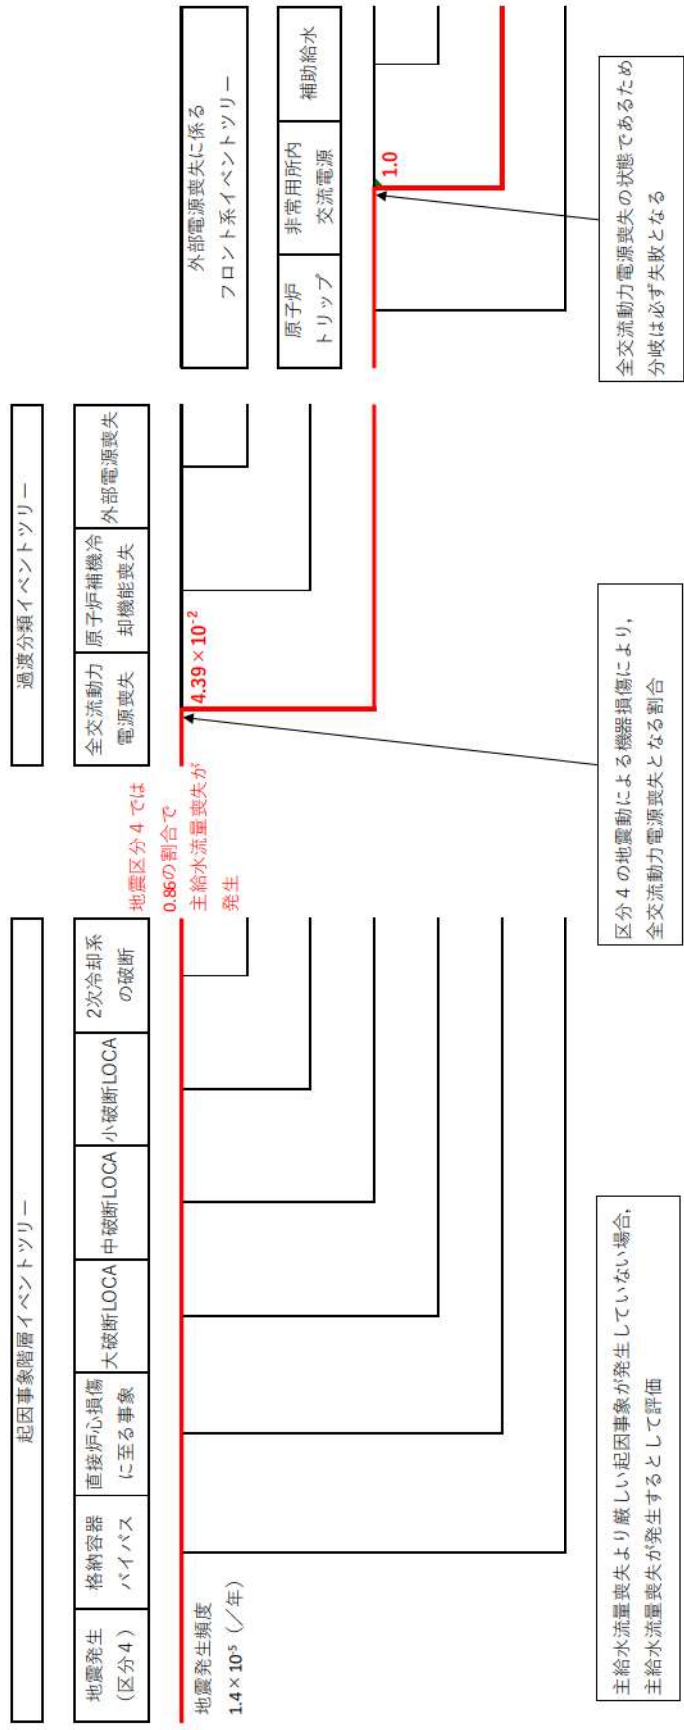 起因事象階層イベントツリー
地震発生
（区分４）
格納容器
バイパス
直接炉心損傷
に至る事象
大破断LOCA
中破断LOCA
小破断LOCA
2次冷却系
の破断
地震発生頻度
1.4×10⁻⁵（／年）
主給水流量喪失より厳しい起因事象が発生していない場合，
主給水流量喪失が発生するとして評価
地震区分４では
0.86の割合で
主給水流量喪失が
発生
過渡分類イベントツリー
全交流動力
電源喪失
原子炉補機冷
却機能喪失
外部電源喪失
4.39×10⁻²
区分４の地震動による機器損傷により，
全交流動力電源喪失となる割合
外部電源喪失に係る
フロント系イベントツリー
原子炉
トリップ
非常用所内
交流電源
補助給水
1.0
全交流動力電源喪失の状態であるため
分岐は必ず失敗となる